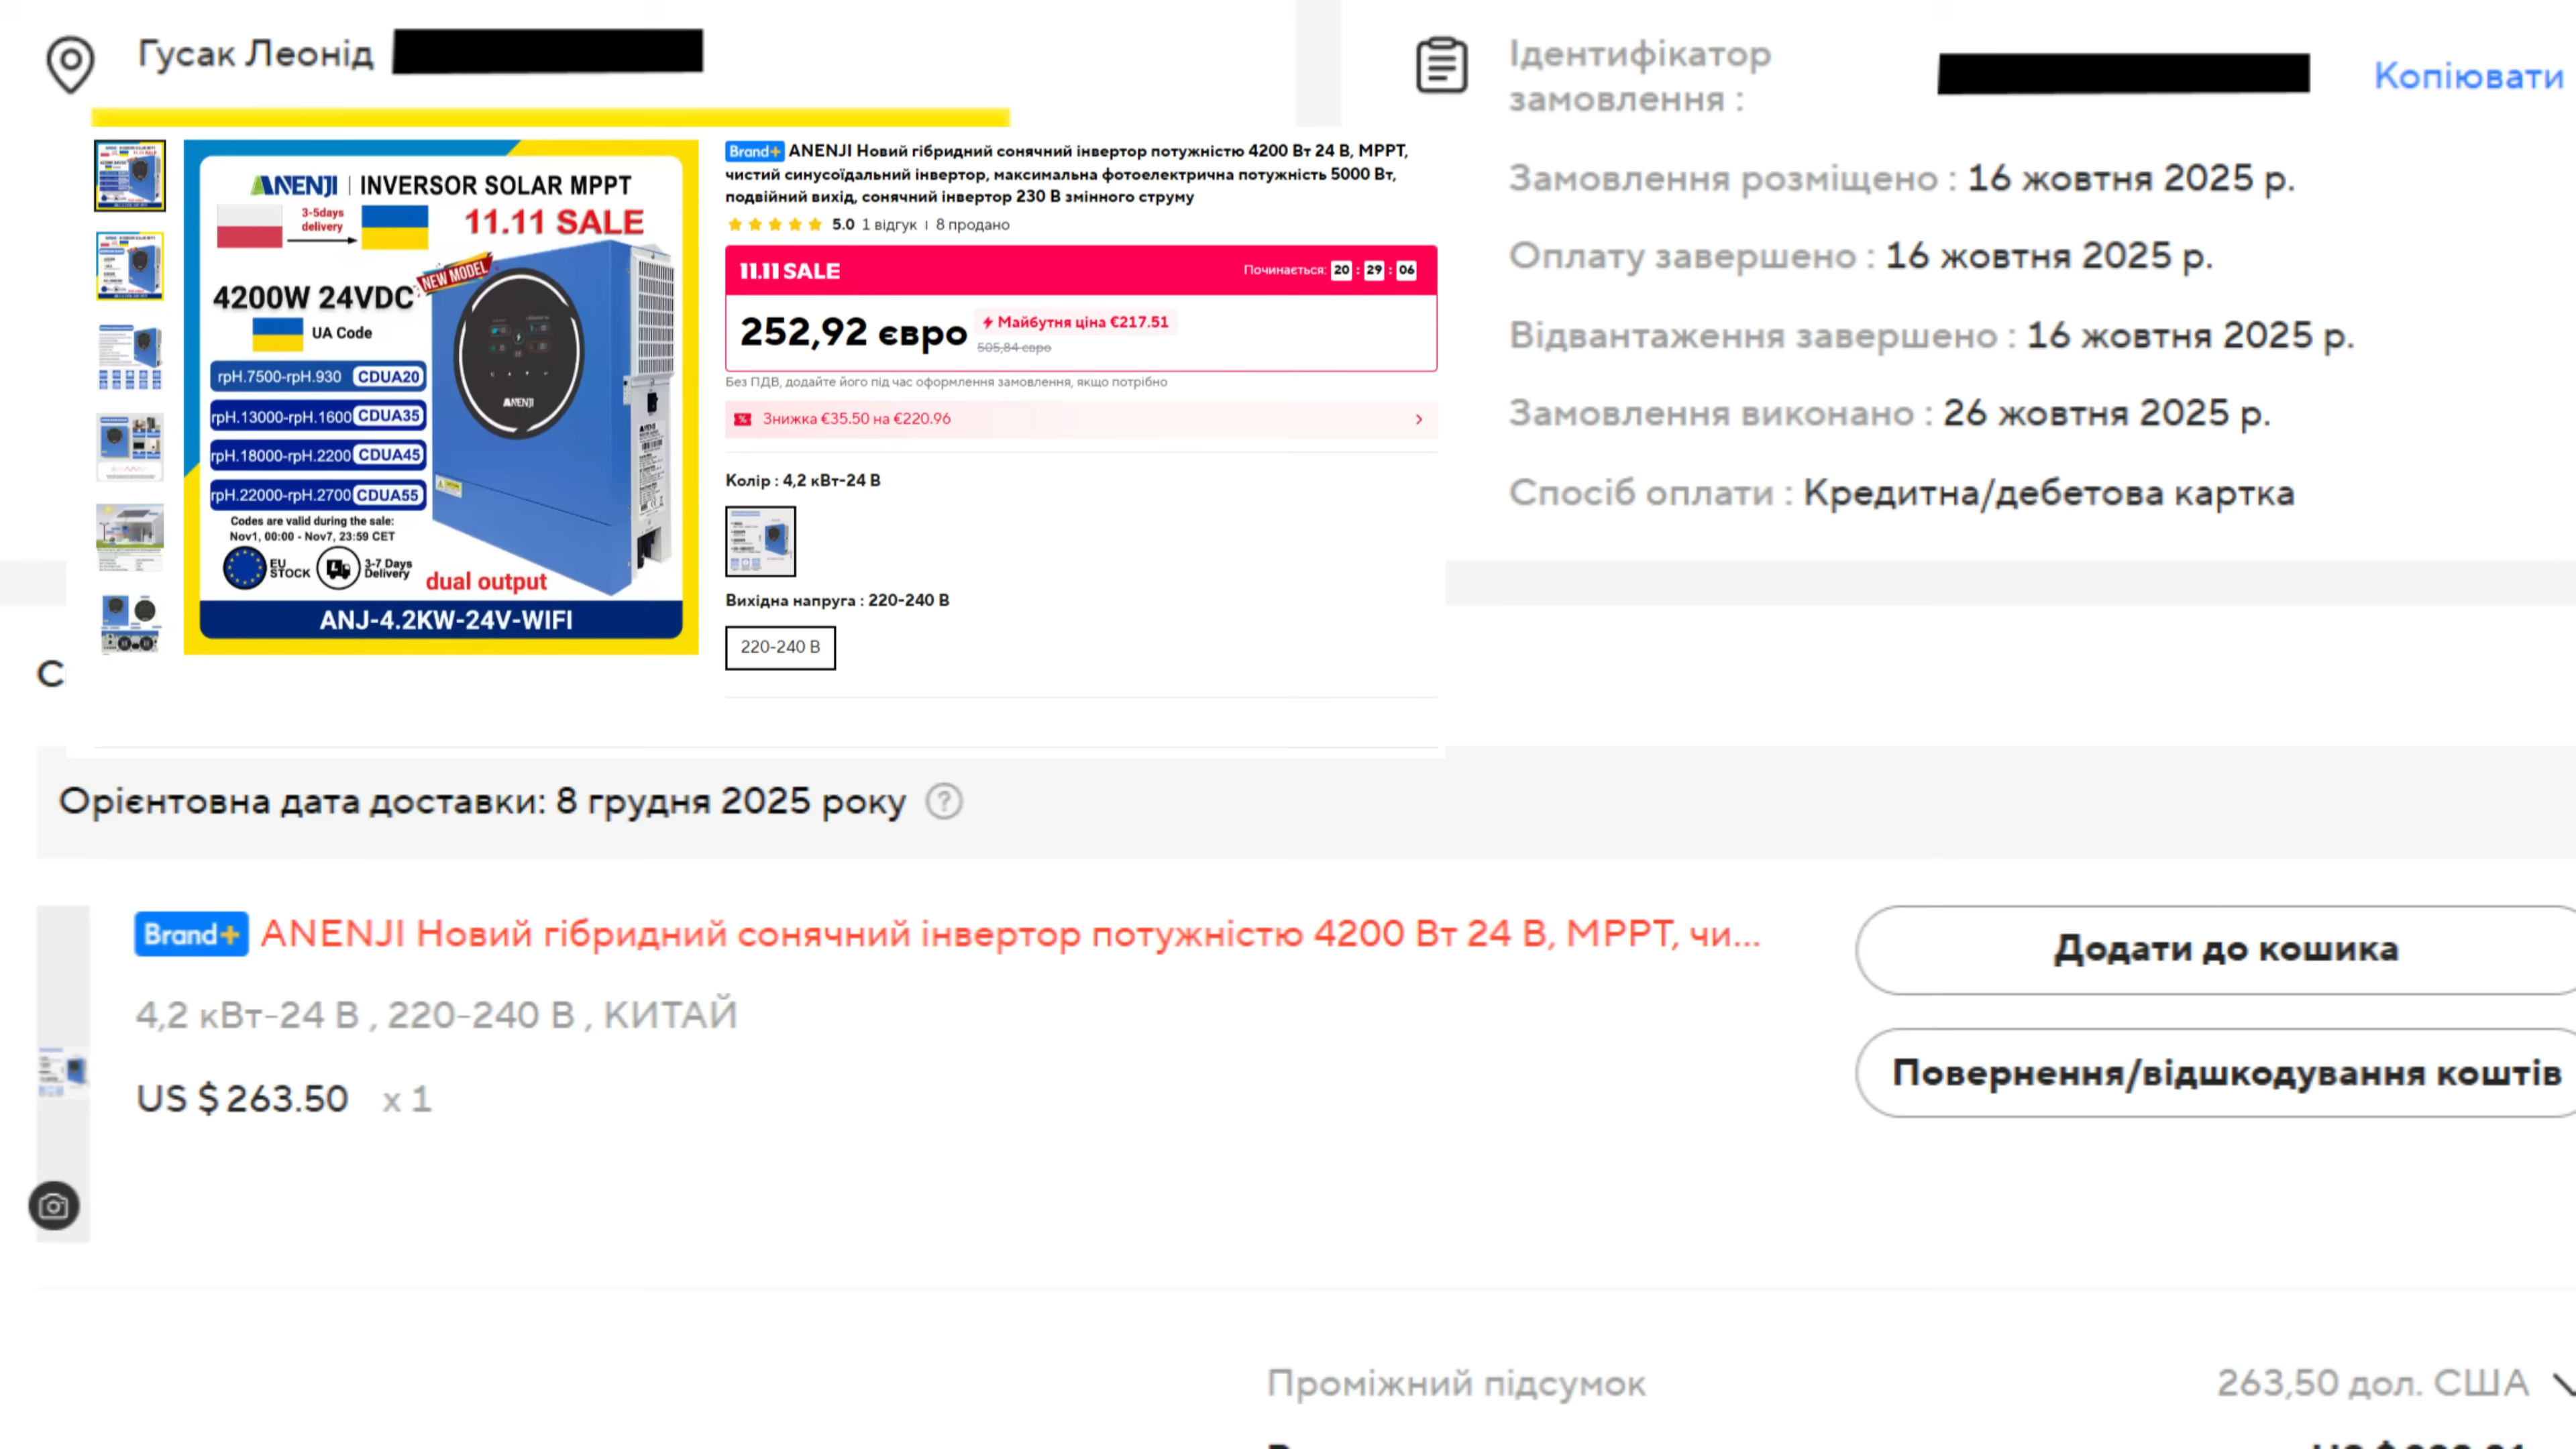 Гусак Леонід
Ідентифікатор
замовлення :
Копіювати
Замовлення розміщено : 16 жовтня 2025 р.
Оплату завершено : 16 жовтня 2025 р.
Відвантаження завершено : 16 жовтня 2025 р.
Замовлення виконано : 26 жовтня 2025 р.
Спосіб оплати : Кредитна/дебетова картка
ANENJI | INVERSOR SOLAR MPPT
3-5days
delivery
11.11 SALE
NEW MODEL
4200W 24VDC
UA Code
грн.7500-грн.930 CDUA20
грн.13000-грн.1600 CDUA35
грн.18000-грн.2200 CDUA45
грн.22000-грн.2700 CDUA55
Codes are valid during the sale:
Nov1, 00:00 - Nov7, 23:59 CET
EU
STOCK
3-7 Days
Delivery
dual output
ANENJI
ANJ-4.2KW-24V-WIFI
Brand+ ANENJI Новий гібридний сонячний інвертор потужністю 4200 Вт 24 В, MPPT,
чистий синусоїдальний інвертор, максимальна фотоелектрична потужність 5000 Вт,
подвійний вихід, сонячний інвертор 230 В змінного струму
5.0 1 відгук | 8 продано
11.11 SALE
Починається: 20 : 29 : 06
252,92 євро
Майбутня ціна €217.51
505,84 євро
Без ПДВ, додайте його під час оформлення замовлення, якщо потрібно
Знижка €35.50 на €220.96
Колір : 4,2 кВт-24 В
Вихідна напруга : 220-240 В
220-240 В
С
Орієнтовна дата доставки: 8 грудня 2025 року ?
Brand+ ANENJI Новий гібридний сонячний інвертор потужністю 4200 Вт 24 В, MPPT, чи...
4,2 кВт-24 В , 220-240 В , КИТАЙ
US $263.50 x 1
Додати до кошика
Повернення/відшкодування коштів
Проміжний підсумок
263,50 дол. США